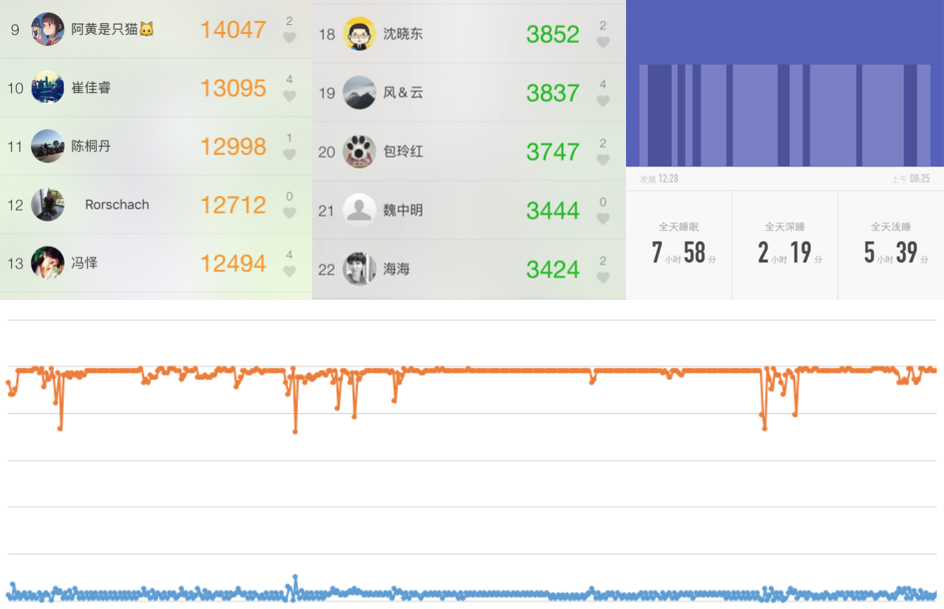 9 阿黄是只猫🐱 14047 2
10 崔佳睿 13095 4
11 陈桐丹 12998 1
12 Rorschach 12712 0
13 冯怿 12494 4
18 沈晓东 3852 2
19 风＆云 3837 4
20 包玲红 3747 2
21 魏中明 3444 0
22 海海 3424 2
凌晨 12:28 上午 08:25
全天睡眠 全天深睡 全天浅睡
7 小时 58 分 2 小时 19 分 5 小时 39 分